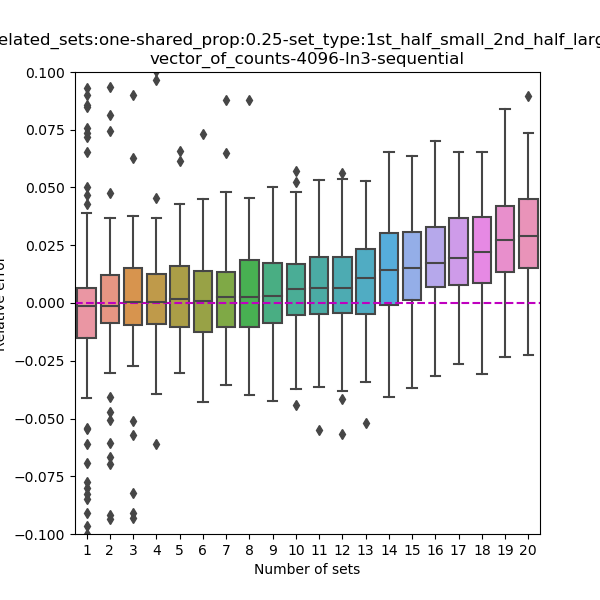 elated_sets:one-shared_prop:0.25-set_type:1st_half_small_2nd_half_larg
vector_of_counts-4096-ln3-sequential
0.100
0.075
0.050
0.025
0.000
−0.025
−0.050
−0.075
−0.100
Relative error
1 2 3 4 5 6 7 8 9 10 11 12 13 14 15 16 17 18 19 20
Number of sets